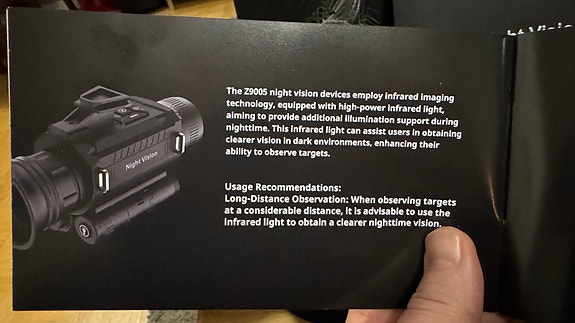 ht Visi
The Z9005 night vision devices employ infrared imaging
technology, equipped with high-power infrared light,
aiming to provide additional illumination support during
nighttime. This infrared light can assist users in obtaining
clearer vision in dark environments, enhancing their
ability to observe targets.
Night Vision
Usage Recommendations:
Long-Distance Observation: When observing targets
at a considerable distance, it is advisable to use the
infrared light to obtain a clearer nighttime vision.